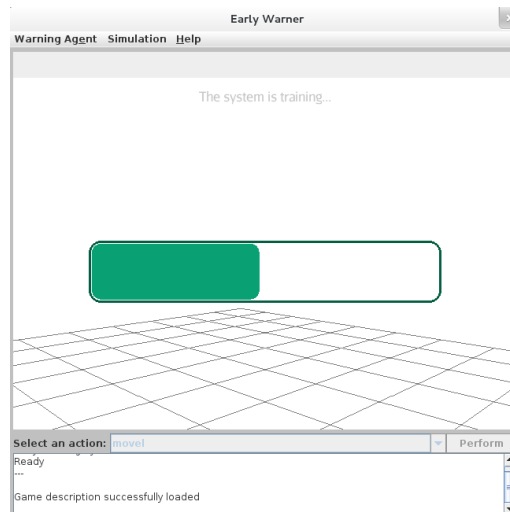 Early Warner
Warning Agent Simulation Help
The system is training...
Select an action: movel Perform
Ready
---
Game description successfully loaded